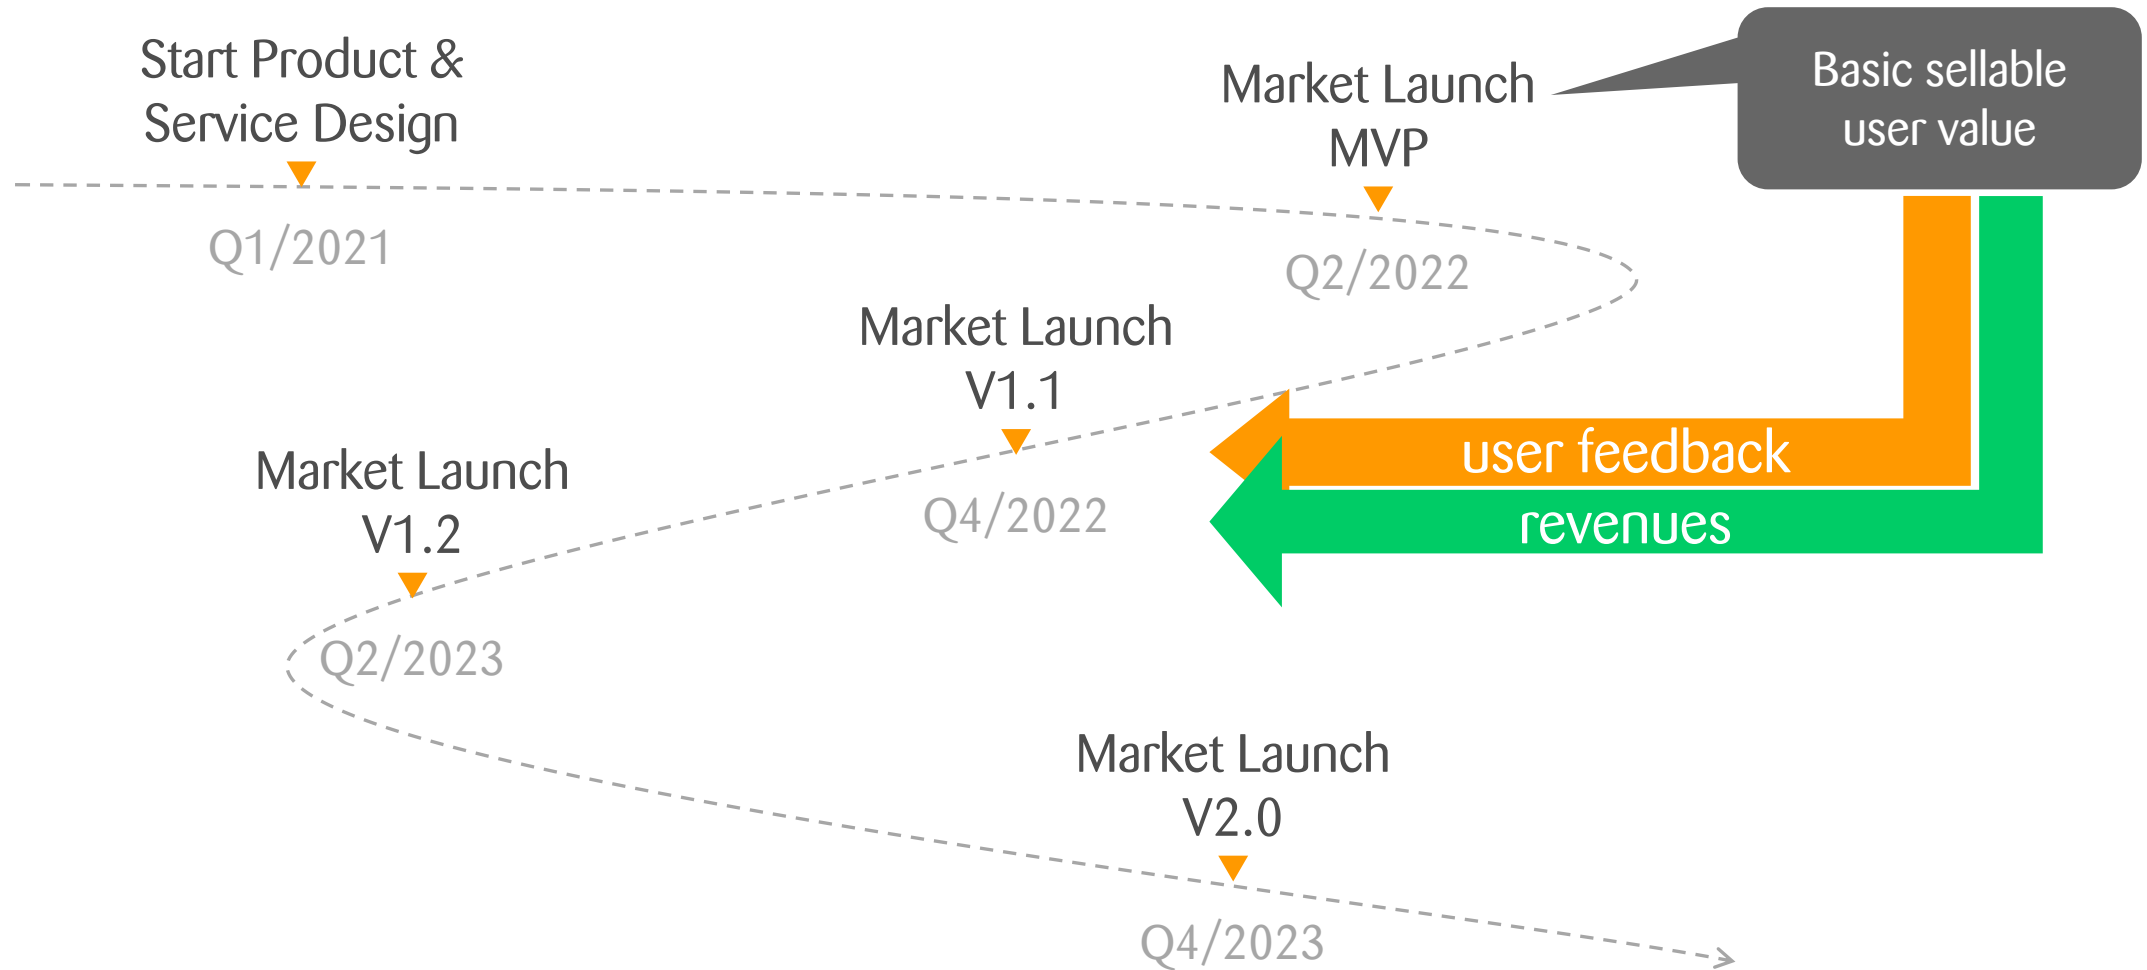 Start Product &
Service Design
Q1/2021
Market Launch
MVP
Q2/2022
Basic sellable
user value
Market Launch
V1.1
Q4/2022
user feedback
revenues
Market Launch
V1.2
Q2/2023
Market Launch
V2.0
Q4/2023